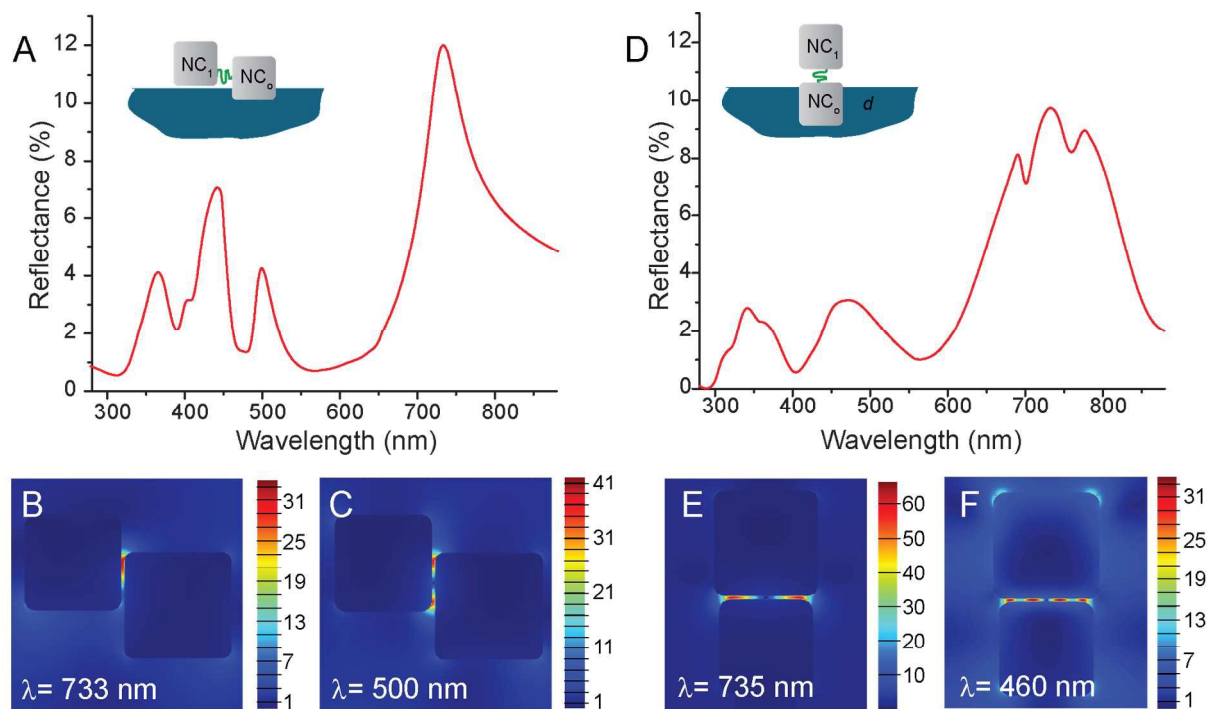 A
NC₁
NCₒ
12
10
8
6
4
2
0
Reflectance (%)
300 400 500 600 700 800
Wavelength (nm)
D
NC₁
NCₒ
d
12
10
8
6
4
2
0
Reflectance (%)
300 400 500 600 700 800
Wavelength (nm)
B
λ= 733 nm
31
25
19
13
7
1
C
λ= 500 nm
41
31
21
11
1
E
λ= 735 nm
60
50
40
30
20
10
F
λ= 460 nm
31
25
19
13
7
1